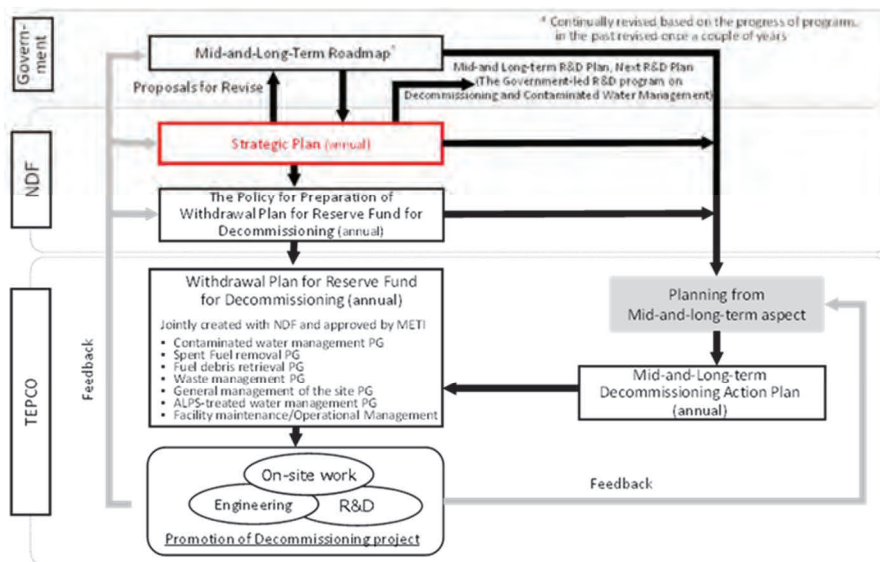 Govern-
ment
* Continually revised based on the progress of programs,
in the past revised once a couple of years
Mid-and-Long-Term Roadmap*
Proposals for Revise
Mid-and Long-term R&D Plan, Next R&D Plan
(The Government-led R&D program on
Decommissioning and Contaminated Water Management)
NDF
Strategic Plan (annual)
The Policy for Preparation of
Withdrawal Plan for Reserve Fund for
Decommissioning (annual)
TEPCO
Feedback
Withdrawal Plan for Reserve Fund
for Decommissioning (annual)
Jointly created with NDF and approved by METI
• Contaminated water management PG
• Spent Fuel removal PG
• Fuel debris retrieval PG
• Waste management PG
• General management of the site PG
• ALPS-treated water management PG
• Facility maintenance/Operational Management
Planning from
Mid-and-long-term aspect
Mid-and-Long-term
Decommissioning Action Plan
(annual)
On-site work
Engineering
R&D
Promotion of Decommissioning project
Feedback